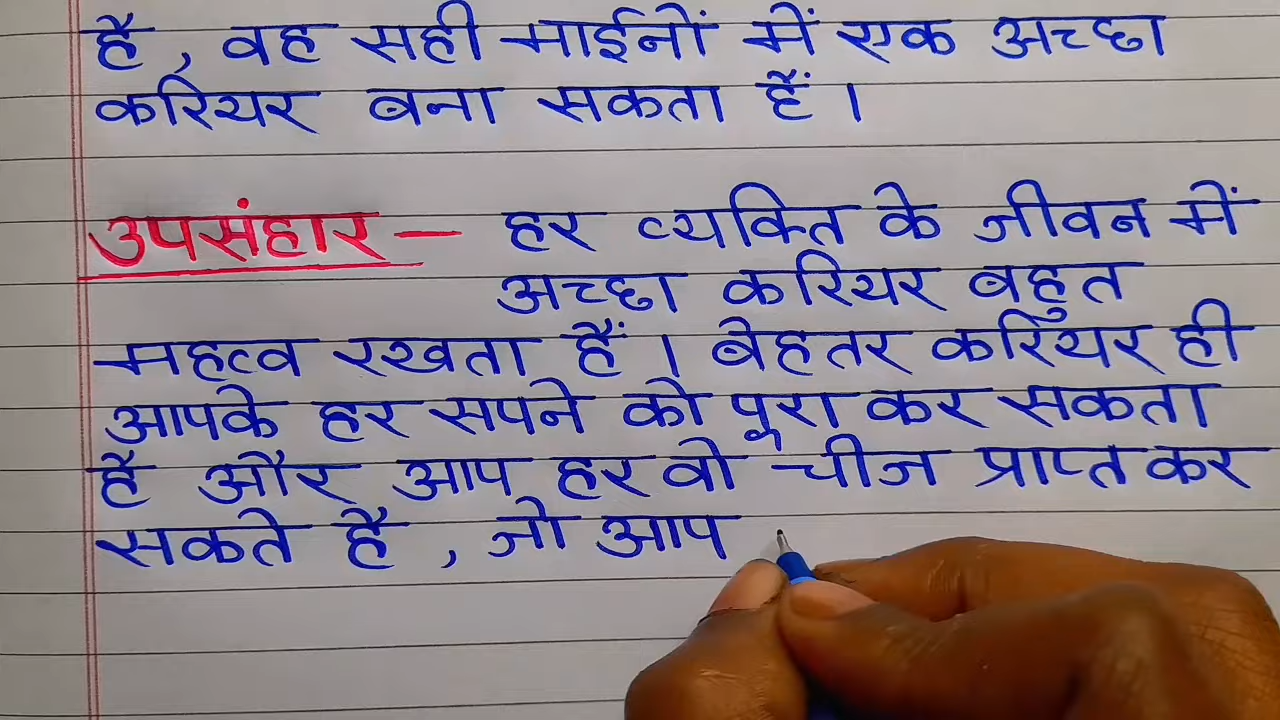 है , वह सही माईनों में एक अच्छा
करियर बना सकता हैं ।
उपसंहार — हर व्यक्ति के जीवन में
अच्छा करियर बहुत
महत्व रखता हैं । बेहतर करियर ही
आपके हर सपने को पूरा कर सकता
है और आप हर वो चीज प्राप्त कर
सकते है , जो आप